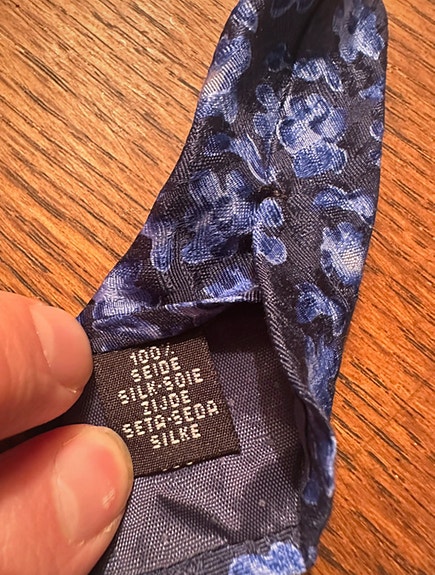 100%
SEIDE
SILK-SOIE
ZIJDE
SETA-SEDA
SILKE